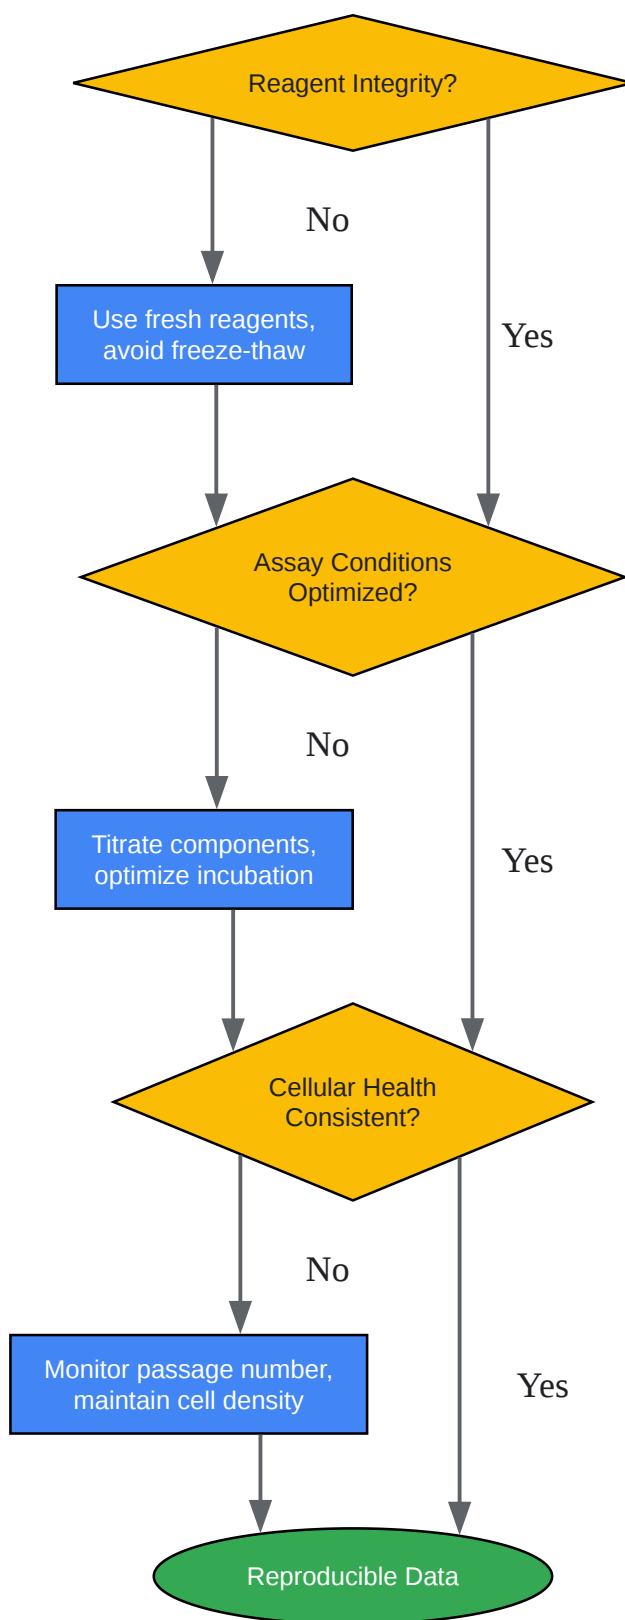 Reagent Integrity?
No
Use fresh reagents,
avoid freeze-thaw
Yes
Assay Conditions
Optimized?
No
Titrate components,
optimize incubation
Yes
Cellular Health
Consistent?
No
Monitor passage number,
maintain cell density
Yes
Reproducible Data